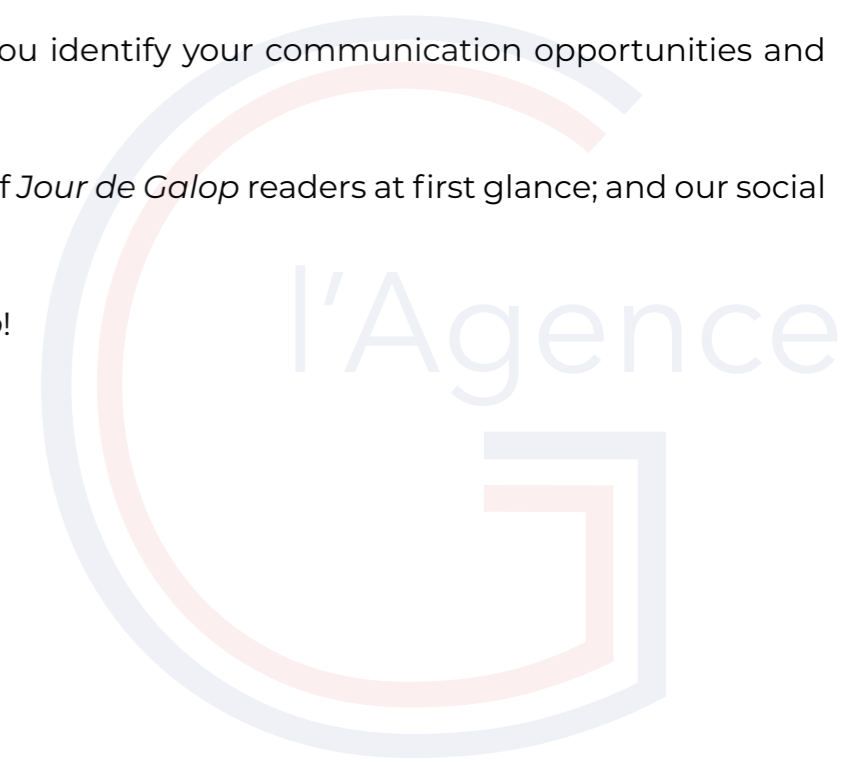 ou identify your communication opportunities and
f Jour de Galop readers at first glance; and our social
!
l'Agence